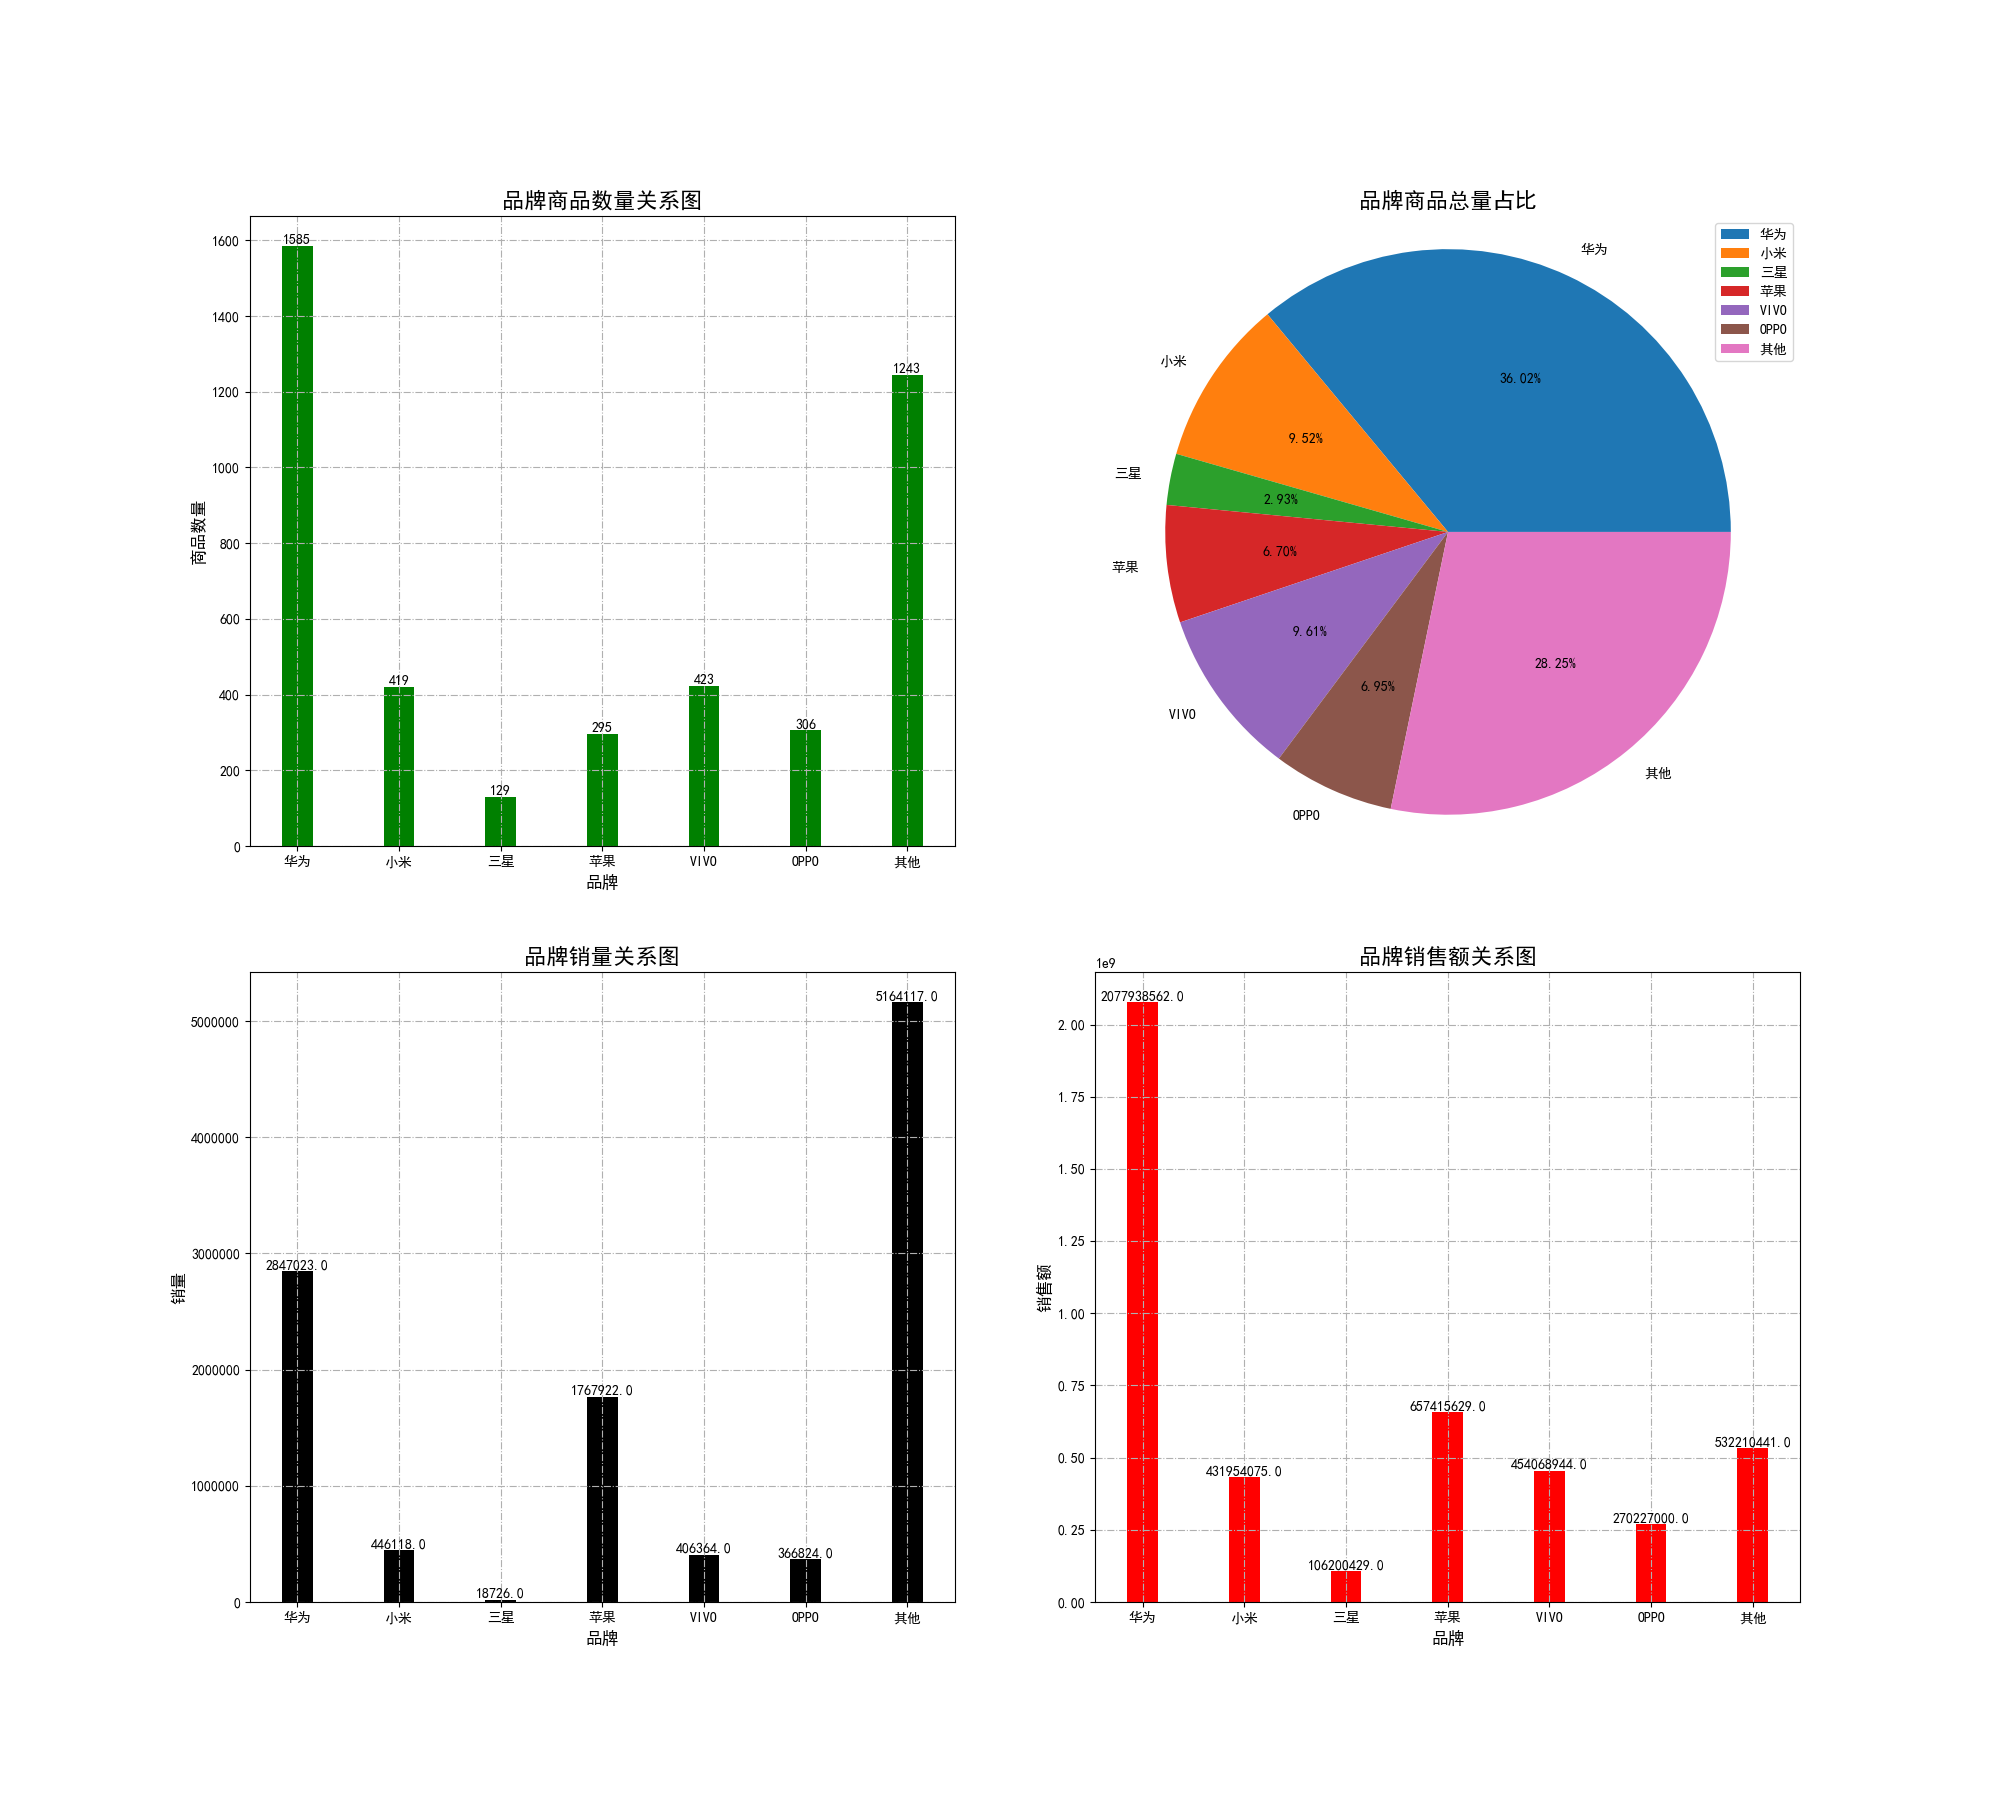 品牌商品数量关系图
商品数量
1600
1400
1200
1000
800
600
400
200
0
1585
419
129
295
423
306
1243
华为
小米
三星
苹果
VIVO
OPPO
其他
品牌
品牌商品总量占比
华为
小米
三星
苹果
VIVO
OPPO
其他
36.02%
9.52%
2.93%
6.70%
9.61%
6.95%
28.25%
华为
小米
三星
苹果
VIVO
OPPO
其他
品牌销量关系图
销量
5000000
4000000
3000000
2000000
1000000
0
2847023.0
446118.0
18726.0
1767922.0
406364.0
366824.0
5164117.0
华为
小米
三星
苹果
VIVO
OPPO
其他
品牌
品牌销售额关系图
1e9
销售额
2.00
1.75
1.50
1.25
1.00
0.75
0.50
0.25
0.00
2077938562.0
431954075.0
106200429.0
657415629.0
454068944.0
270227000.0
532210441.0
华为
小米
三星
苹果
VIVO
OPPO
其他
品牌